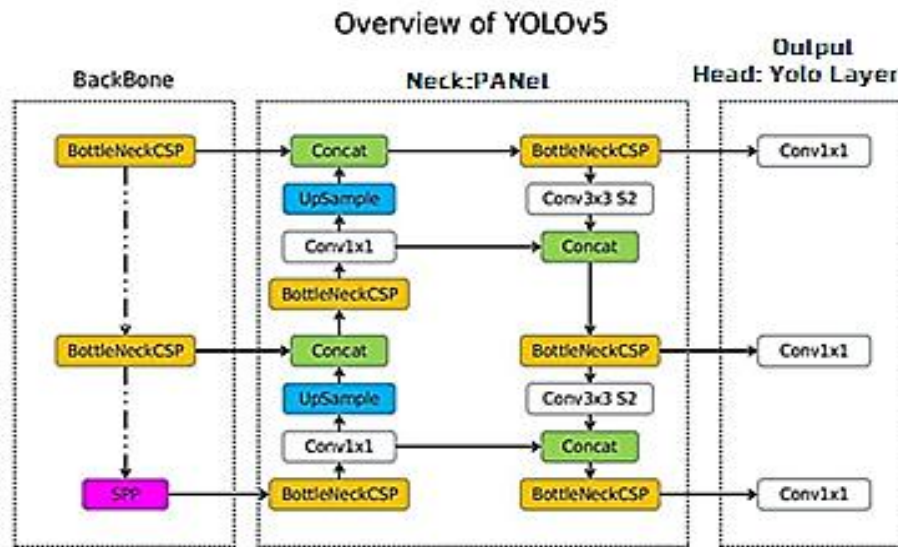 Overview of YOLOv5
BackBone
Neck:PANet
Output
Head: Yolo Layer
BottleNeckCSP
Concat
BottleNeckCSP
Conv1x1
UpSample
Conv3x3 S2
Conv1x1
Concat
BottleNeckCSP
BottleNeckCSP
Concat
BottleNeckCSP
Conv1x1
UpSample
Conv3x3 S2
Conv1x1
Concat
SPP
BottleNeckCSP
BottleNeckCSP
Conv1x1